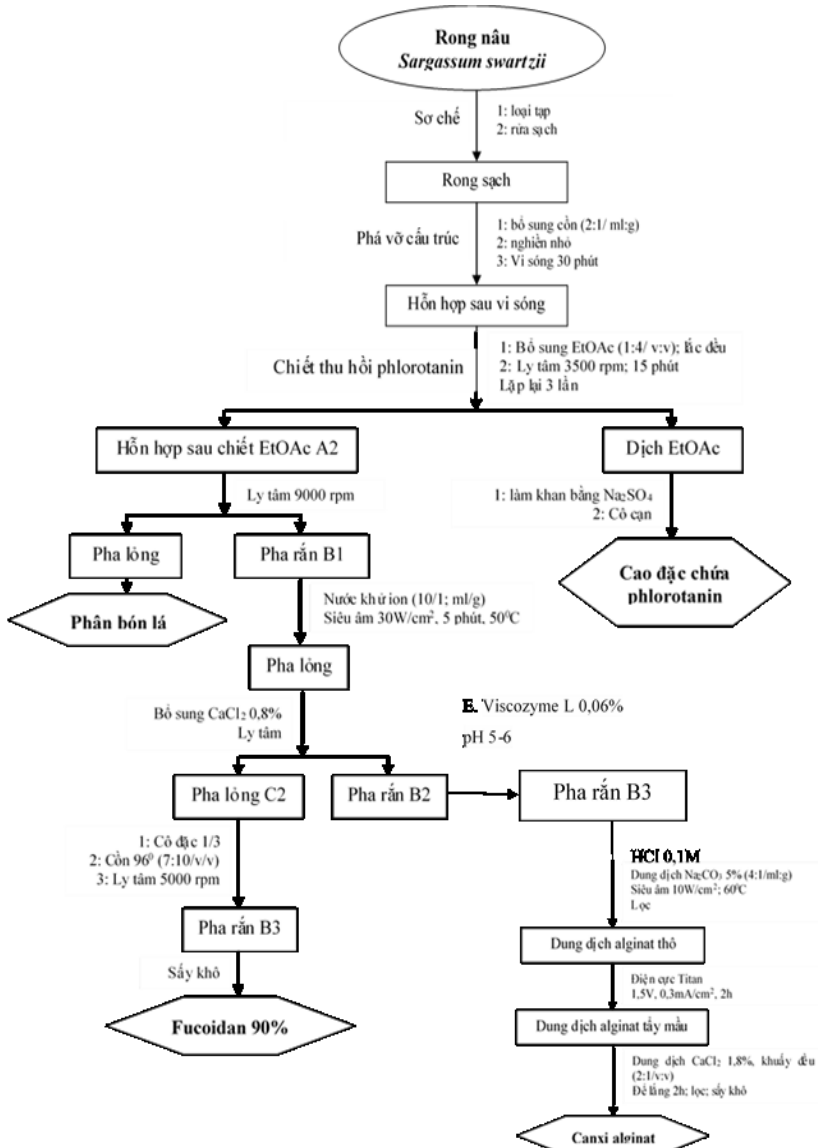 Rong nâu
Sargassum swartzii
Sơ chế
1: loại tạp
2: rửa sạch
Rong sạch
Phá vỡ cấu trúc
1: bổ sung cồn (2:1/ ml:g)
2: nghiền nhỏ
3: Vi sóng 30 phút
Hỗn hợp sau vi sóng
Chiết thu hồi phlorotanin
1: Bổ sung EtOAc (1:4/ v:v); lắc đều
2: Ly tâm 3500 rpm; 15 phút
Lặp lại 3 lần
Hỗn hợp sau chiết EtOAc A2
Dịch EtOAc
Ly tâm 9000 rpm
1: làm khan bằng Na₂SO₄
2: Cô cạn
Pha lỏng
Pha rắn B1
Cao đặc chứa
phlorotanin
Phân bón lá
Nước khử ion (10/1; ml/g)
Siêu âm 30W/cm², 5 phút, 50⁰C
Pha lỏng
Bổ sung CaCl₂ 0,8%
Ly tâm
E. Viscozyme L 0,06%
pH 5-6
Pha lỏng C2
Pha rắn B2
Pha rắn B3
1: Cô đặc 1/3
2: Cồn 96⁰ (7:10/v/v)
3: Ly tâm 5000 rpm
HCl 0,1M
Dung dịch Na₂CO₃ 5% (4:1/ml:g)
Siêu âm 10W/cm²; 60⁰C
Lọc
Pha rắn B3
Dung dịch alginat thô
Sấy khô
Điện cực Titan
1,5V, 0,3mA/cm², 2h
Fucoidan 90%
Dung dịch alginat tẩy mầu
Dung dịch CaCl₂ 1,8%, khuấy đều
(2:1/v:v)
Để lắng 2h; lọc; sấy khô
Canxi alginat